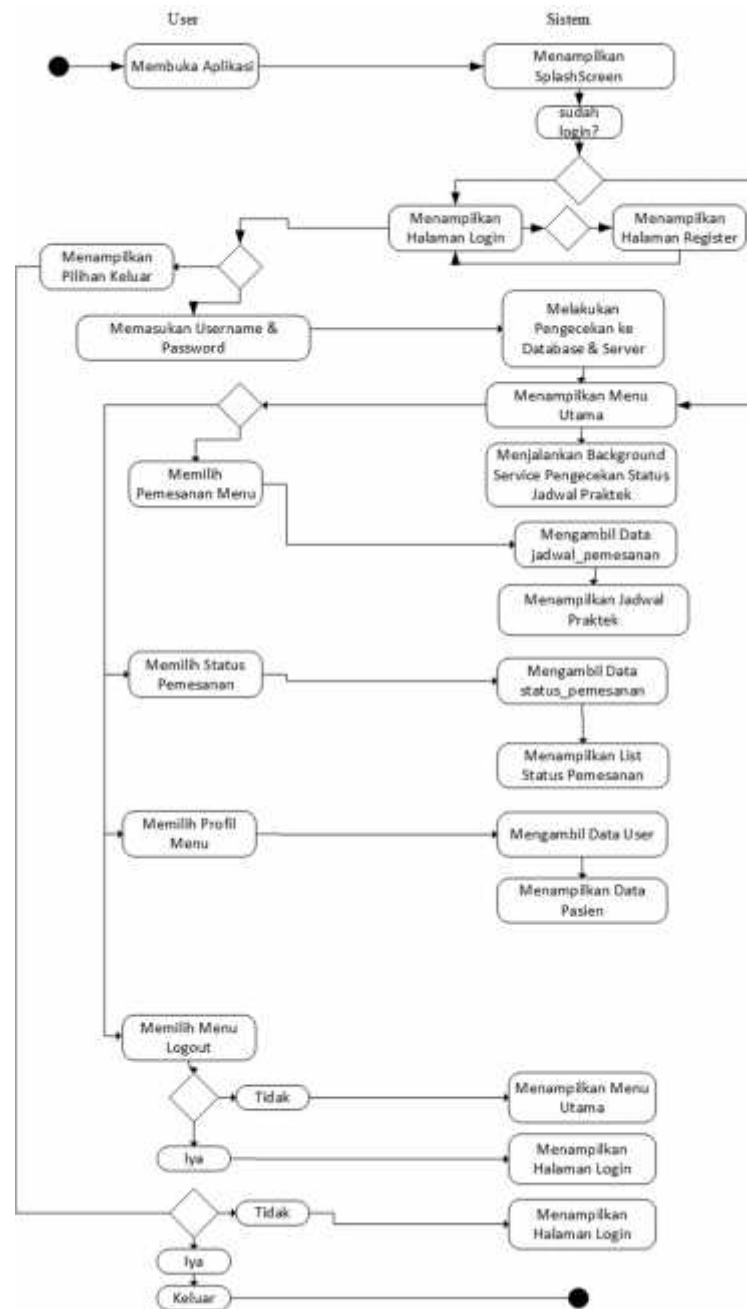 User
Sistem
Membuka Aplikasi
Menampilkan
SplashScreen
sudah
login?
Menampilkan
Halaman Login
Menampilkan
Halaman Register
Menampilkan
Pilihan Keluar
Memasukan Username &
Password
Melakukan
Pengecekan ke
Database & Server
Menampilkan Menu
Utama
Menjalankan Background
Service Pengecekan Status
Jadwal Praktek
Memilih
Pemesanan Menu
Mengambil Data
jadwal_pemesanan
Menampilkan Jadwal
Praktek
Memilih Status
Pemesanan
Mengambil Data
status_pemesanan
Menampilkan List
Status Pemesanan
Memilih Profil
Menu
Mengambil Data User
Menampilkan Data
Pasien
Memilih Menu
Logout
Tidak
Menampilkan Menu
Utama
Iya
Menampilkan
Halaman Login
Tidak
Menampilkan
Halaman Login
Iya
Keluar